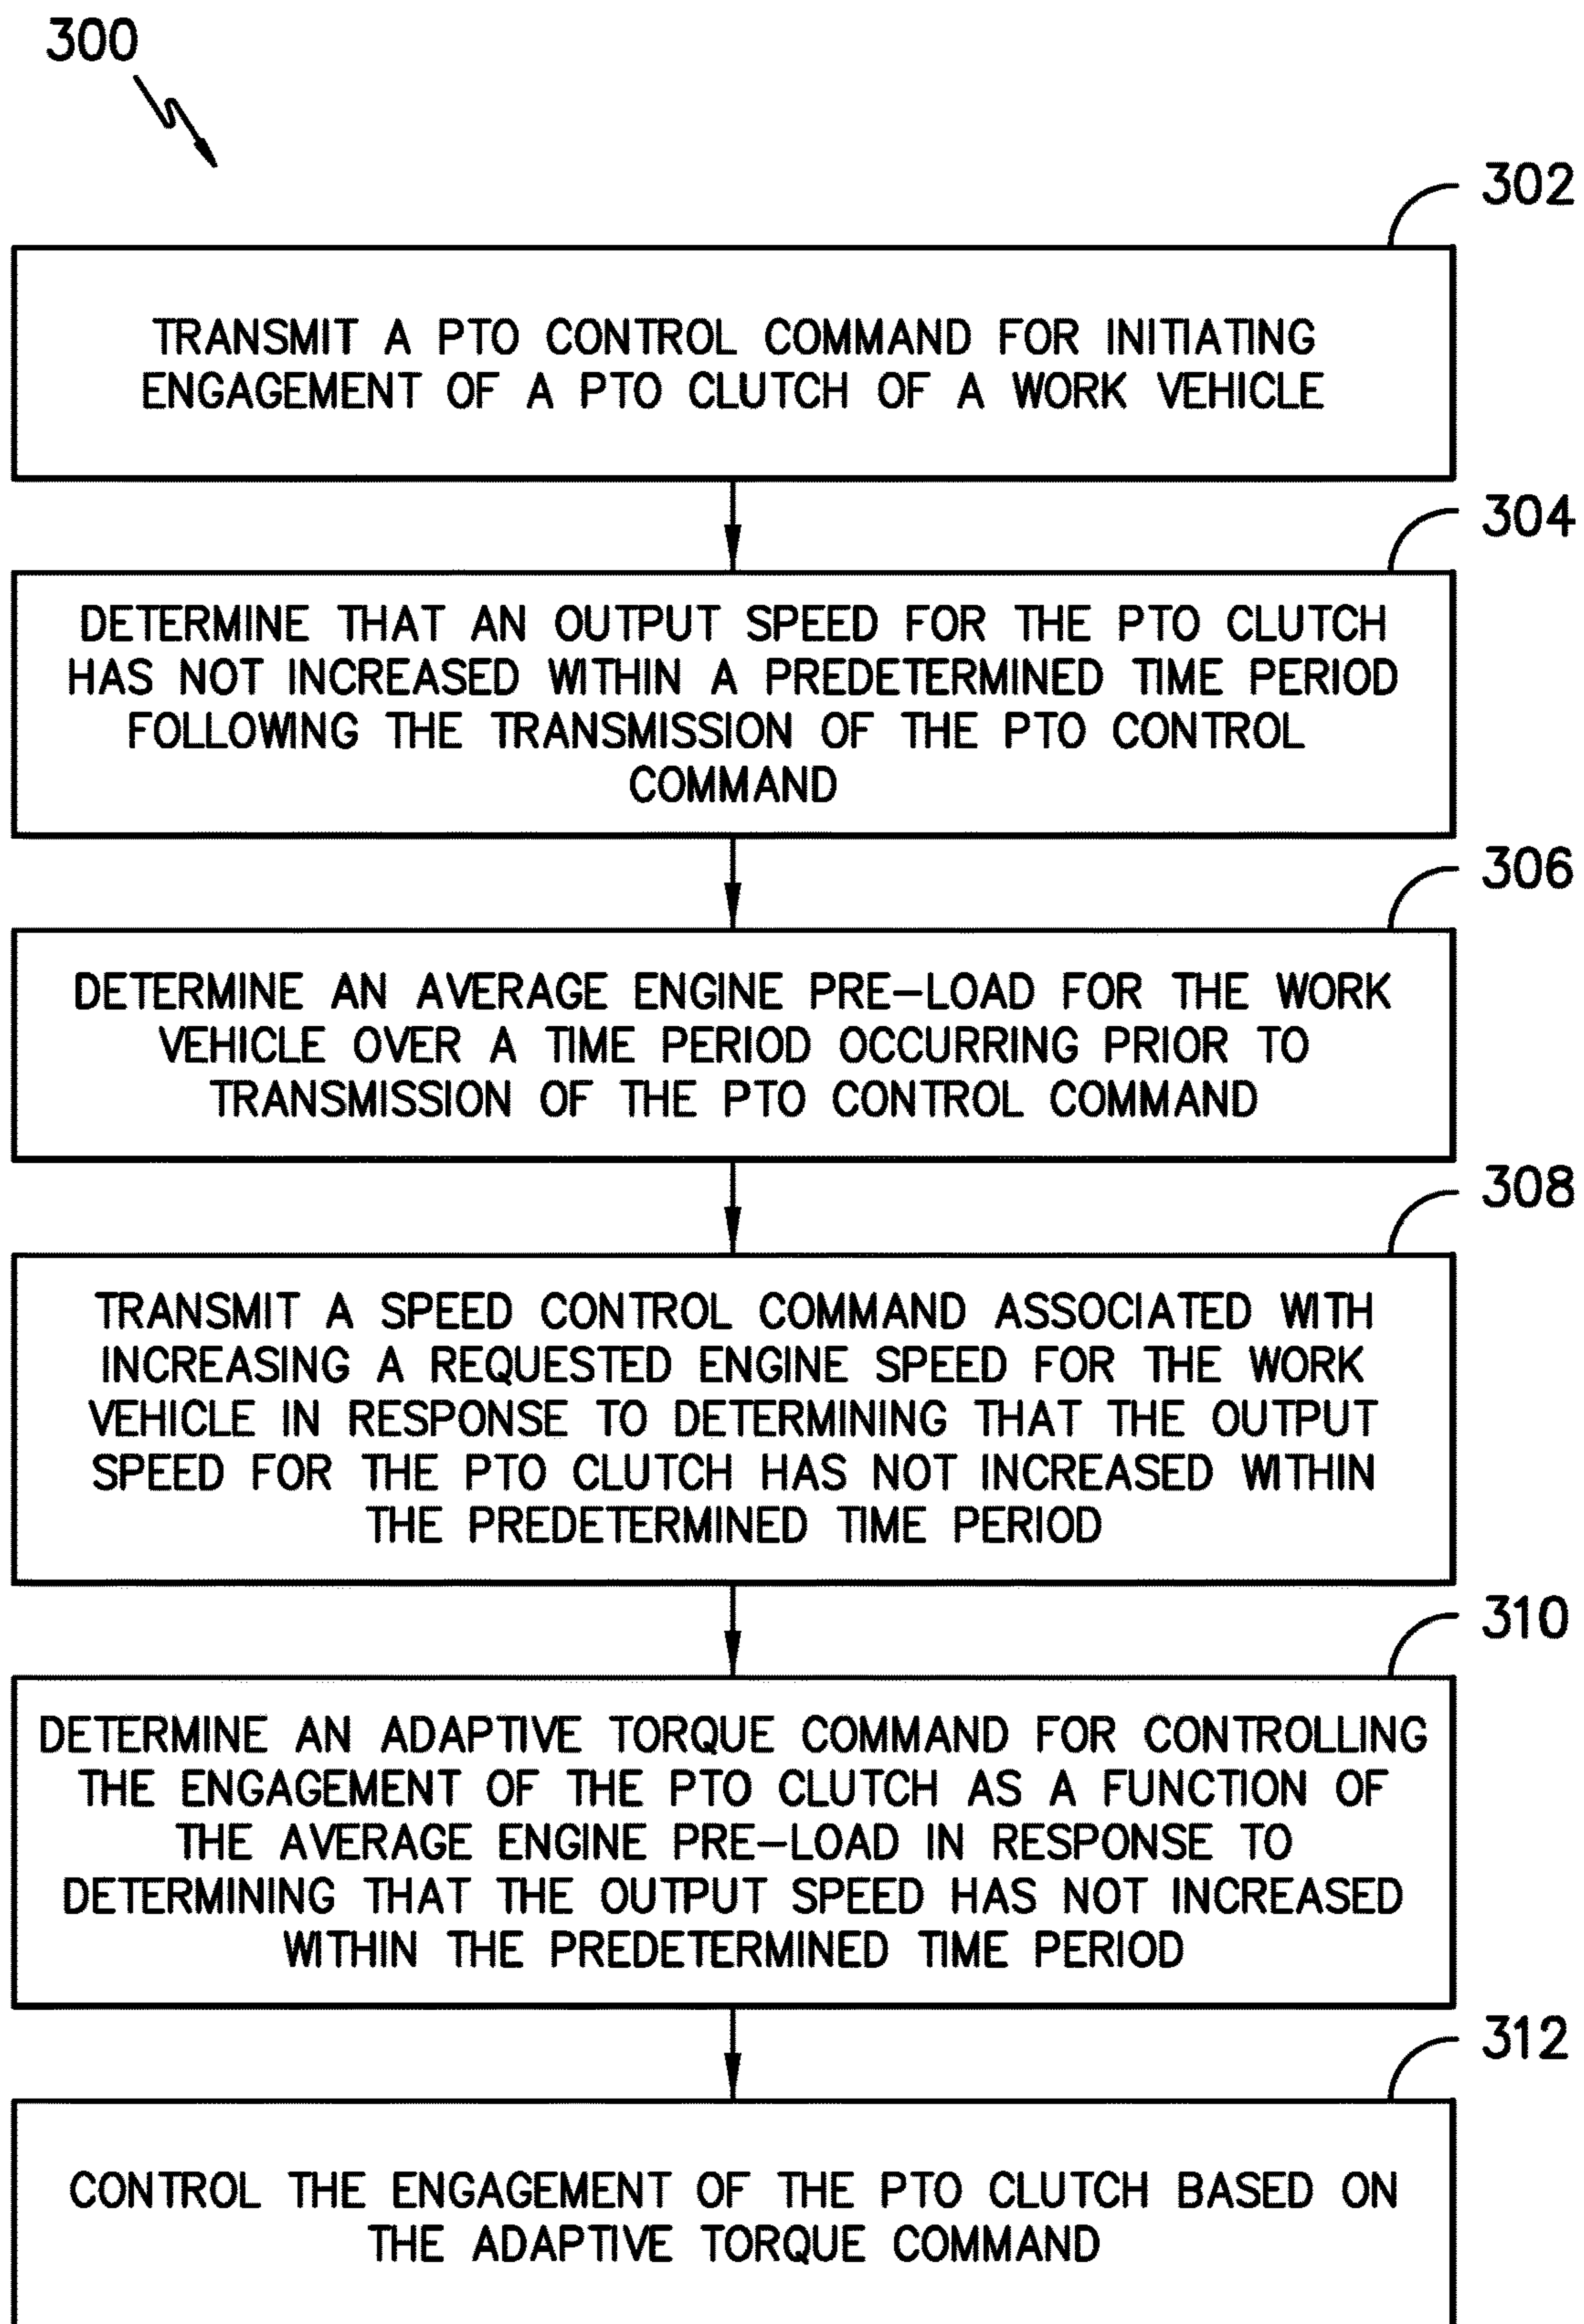 300
302
TRANSMIT A PTO CONTROL COMMAND FOR INITIATING
ENGAGEMENT OF A PTO CLUTCH OF A WORK VEHICLE
304
DETERMINE THAT AN OUTPUT SPEED FOR THE PTO CLUTCH
HAS NOT INCREASED WITHIN A PREDETERMINED TIME PERIOD
FOLLOWING THE TRANSMISSION OF THE PTO CONTROL
COMMAND
306
DETERMINE AN AVERAGE ENGINE PRE-LOAD FOR THE WORK
VEHICLE OVER A TIME PERIOD OCCURRING PRIOR TO
TRANSMISSION OF THE PTO CONTROL COMMAND
308
TRANSMIT A SPEED CONTROL COMMAND ASSOCIATED WITH
INCREASING A REQUESTED ENGINE SPEED FOR THE WORK
VEHICLE IN RESPONSE TO DETERMINING THAT THE OUTPUT
SPEED FOR THE PTO CLUTCH HAS NOT INCREASED WITHIN
THE PREDETERMINED TIME PERIOD
310
DETERMINE AN ADAPTIVE TORQUE COMMAND FOR CONTROLLING
THE ENGAGEMENT OF THE PTO CLUTCH AS A FUNCTION OF
THE AVERAGE ENGINE PRE-LOAD IN RESPONSE TO
DETERMINING THAT THE OUTPUT SPEED HAS NOT INCREASED
WITHIN THE PREDETERMINED TIME PERIOD
312
CONTROL THE ENGAGEMENT OF THE PTO CLUTCH BASED ON
THE ADAPTIVE TORQUE COMMAND